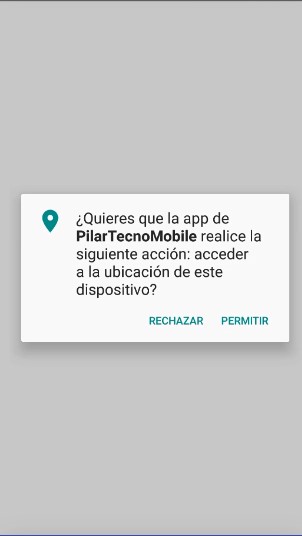 ¿Quieres que la app de
PilarTecnoMobile realice la
siguiente acción: acceder
a la ubicación de este
dispositivo?
RECHAZAR PERMITIR